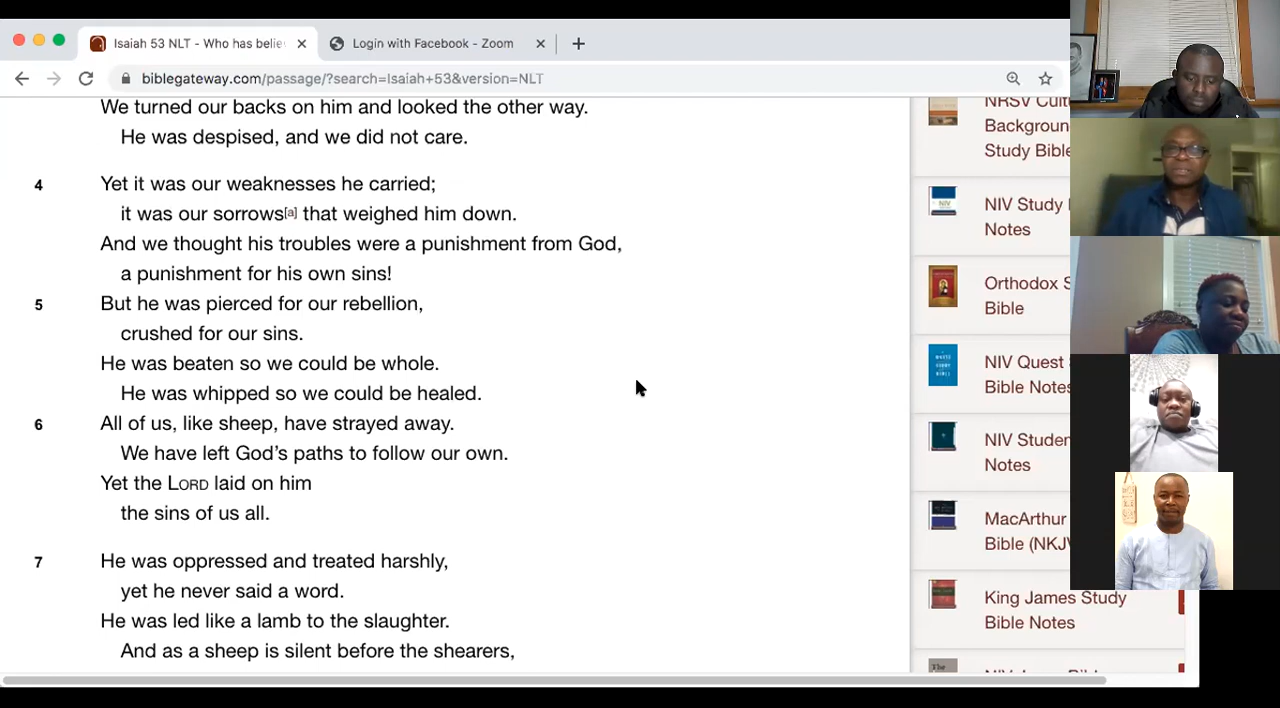 Isaiah 53 NLT - Who has belie
Login with Facebook - Zoom
biblegateway.com/passage/?search=Isaiah+53&version=NLT
We turned our backs on him and looked the other way.
He was despised, and we did not care.
4 Yet it was our weaknesses he carried;
it was our sorrows[a] that weighed him down.
And we thought his troubles were a punishment from God,
a punishment for his own sins!
5 But he was pierced for our rebellion,
crushed for our sins.
He was beaten so we could be whole.
He was whipped so we could be healed.
6 All of us, like sheep, have strayed away.
We have left God’s paths to follow our own.
Yet the LORD laid on him
the sins of us all.
7 He was oppressed and treated harshly,
yet he never said a word.
He was led like a lamb to the slaughter.
And as a sheep is silent before the shearers,
NRSV Cult
Background
Study Bible
NIV Study
Notes
Orthodox S
Bible
NIV Quest
Bible Notes
NIV Studen
Notes
MacArthur
Bible (NKJV
King James Study
Bible Notes
The